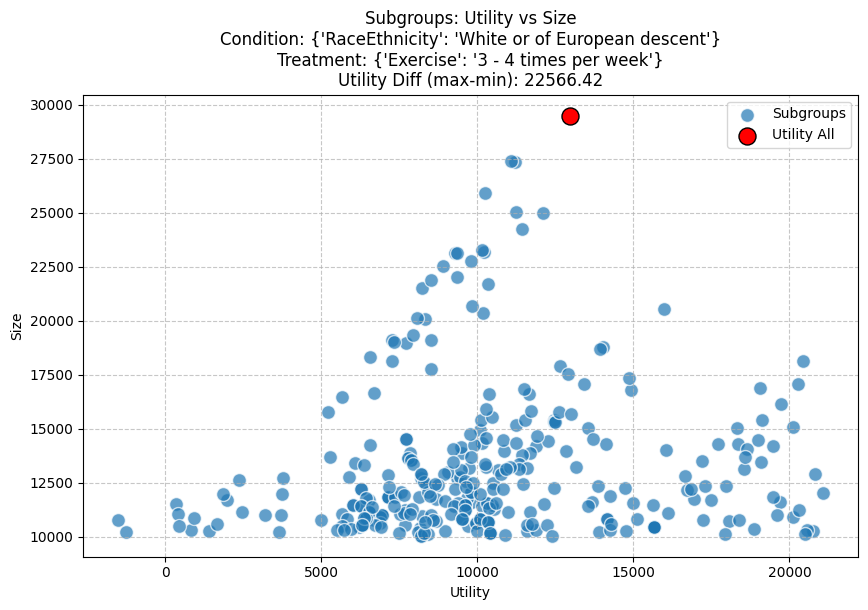 Subgroups: Utility vs Size
Condition: {'RaceEthnicity': 'White or of European descent'}
Treatment: {'Exercise': '3 - 4 times per week'}
Utility Diff (max-min): 22566.42
Subgroups
Utility All
30000
27500
25000
22500
20000
17500
15000
12500
10000
Size
0
5000
10000
15000
20000
Utility